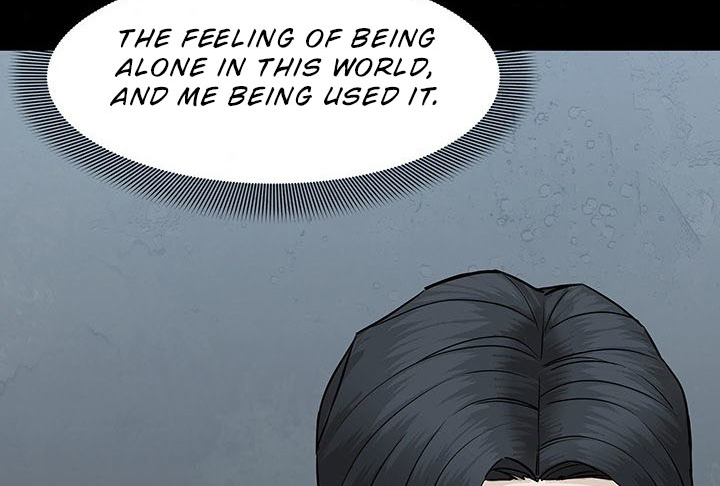 THE FEELING OF BEING
ALONE IN THIS WORLD,
AND ME BEING USED IT.